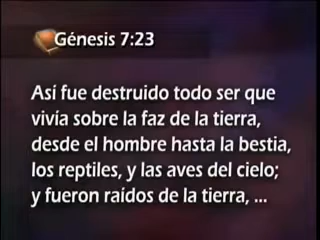 Génesis 7:23
Así fue destruido todo ser que
vivía sobre la faz de la tierra,
desde el hombre hasta la bestia,
los reptiles, y las aves del cielo;
y fueron raídos de la tierra, ...